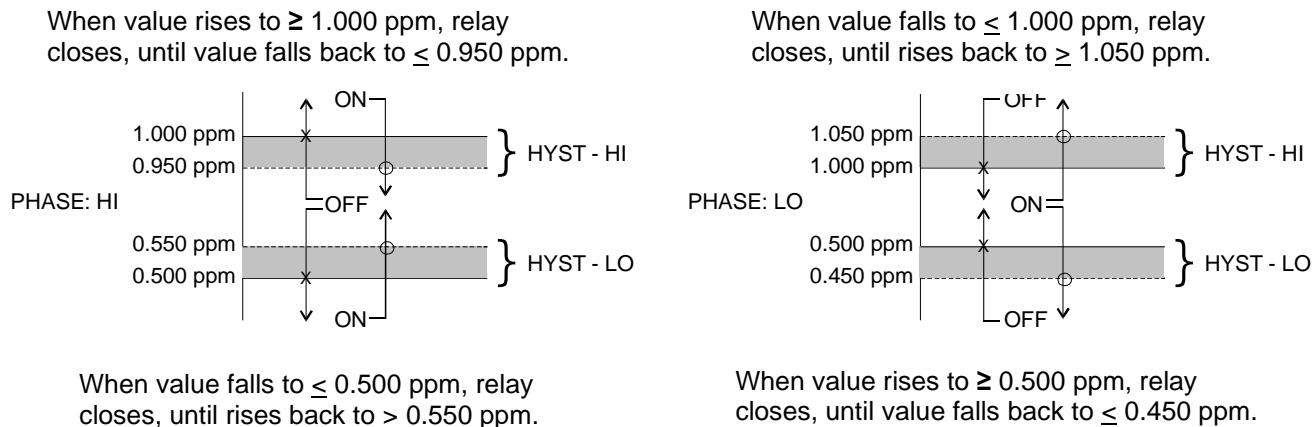 When value rises to ≥ 1.000 ppm, relay
closes, until value falls back to ≤ 0.950 ppm.
ON
1.000 ppm
0.950 ppm
HYST - HI
PHASE: HI
OFF
0.550 ppm
0.500 ppm
HYST - LO
ON
When value falls to ≤ 0.500 ppm, relay
closes, until rises back to > 0.550 ppm.
When value falls to ≤ 1.000 ppm, relay
closes, until rises back to ≥ 1.050 ppm.
OFF
1.050 ppm
1.000 ppm
HYST - HI
PHASE: LO
ON
0.500 ppm
0.450 ppm
HYST - LO
OFF
When value rises to ≥ 0.500 ppm, relay
closes, until value falls back to ≤ 0.450 ppm.